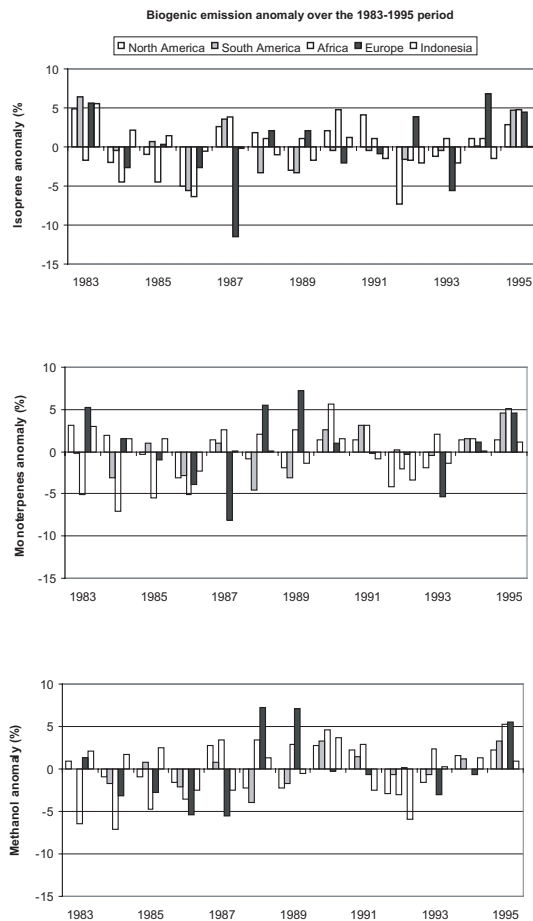 Biogenic emission anomaly over the 1983-1995 period
North America South America Africa Europe Indonesia
Isoprene anomaly (%
10
5
0
-5
-10
-15
1983 1985 1987 1989 1991 1993 1995
Monoterpenes anomaly (%)
10
5
0
-5
-10
-15
1983 1985 1987 1989 1991 1993 1995
Methanol anomaly (%)
10
5
0
-5
-10
-15
1983 1985 1987 1989 1991 1993 1995